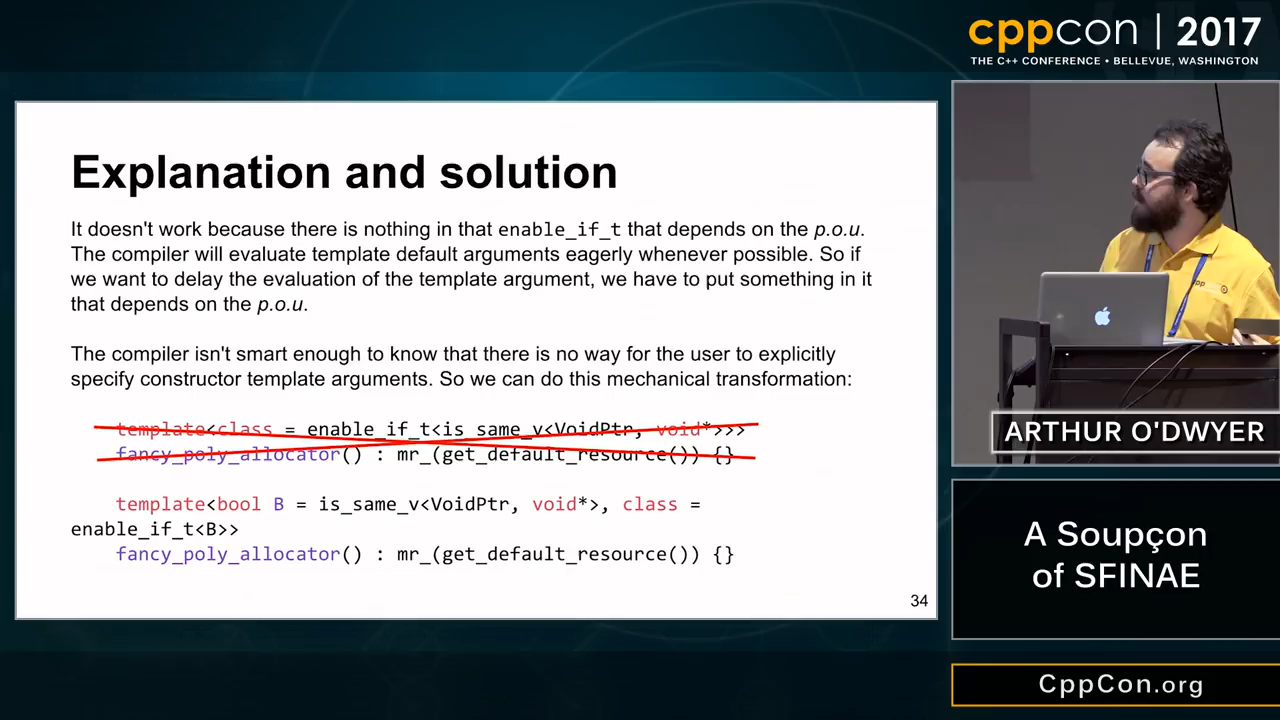 cppcon | 2017
THE C++ CONFERENCE • BELLEVUE, WASHINGTON
Explanation and solution
It doesn't work because there is nothing in that enable_if_t that depends on the p.o.u.
The compiler will evaluate template default arguments eagerly whenever possible. So if
we want to delay the evaluation of the template argument, we have to put something in it
that depends on the p.o.u.
The compiler isn't smart enough to know that there is no way for the user to explicitly
specify constructor template arguments. So we can do this mechanical transformation:
template<class = enable_if_t<is_same_v<VoidPtr, void*>>>
fancy_poly_allocator() : mr_(get_default_resource()) {}
template<bool B = is_same_v<VoidPtr, void*>, class =
enable_if_t<B>>
fancy_poly_allocator() : mr_(get_default_resource()) {}
34
ARTHUR O'DWYER
A Soupçon
of SFINAE
CppCon.org